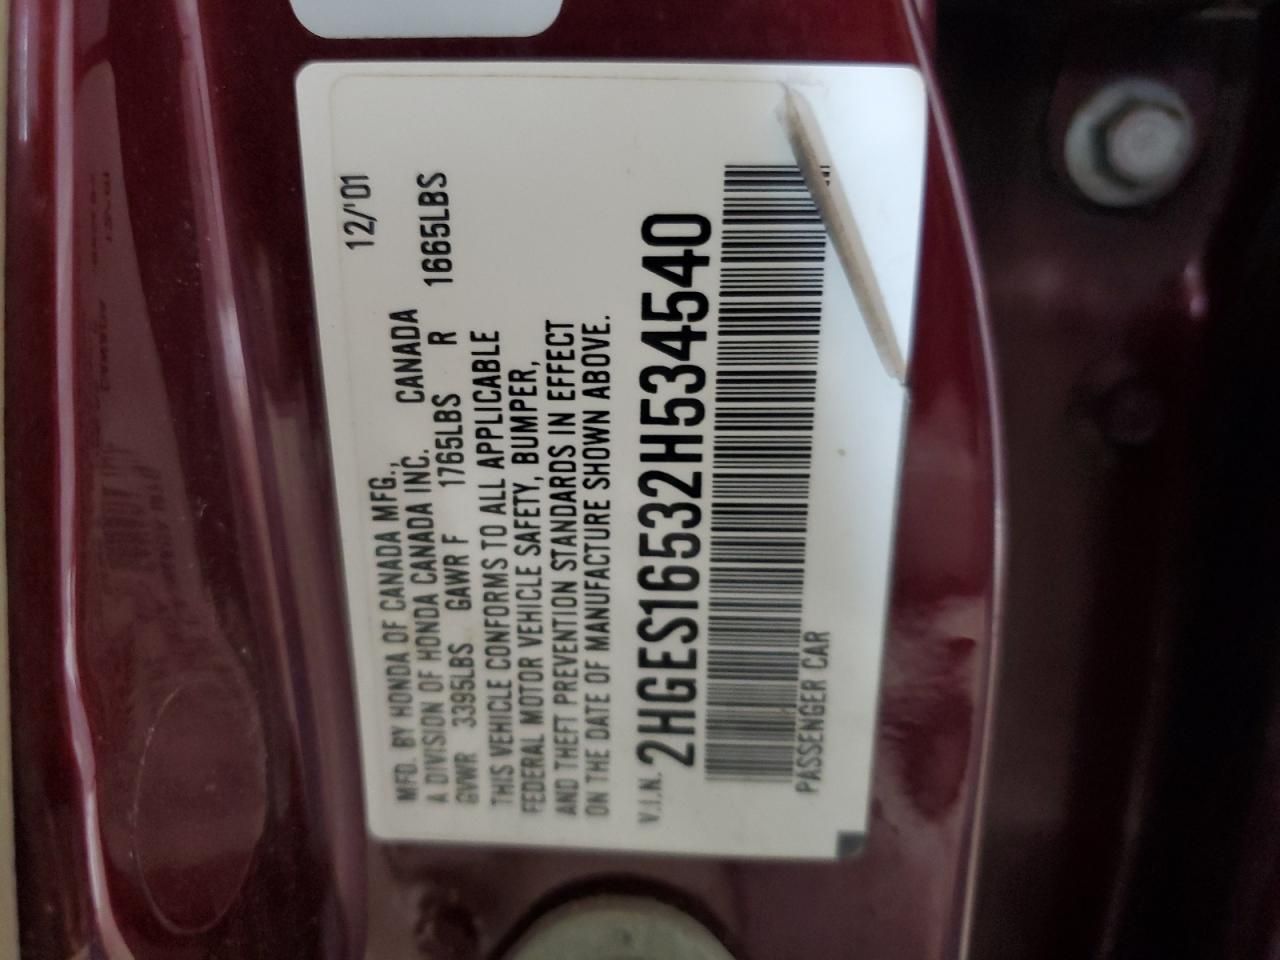 MFD. BY HONDA OF CANADA MFG., 12/'01
A DIVISION OF HONDA CANADA INC. CANADA
GVWR 3395LBS GAWR F 1765LBS R 1665LBS
THIS VEHICLE CONFORMS TO ALL APPLICABLE
FEDERAL MOTOR VEHICLE SAFETY, BUMPER,
AND THEFT PREVENTION STANDARDS IN EFFECT
ON THE DATE OF MANUFACTURE SHOWN ABOVE.
V.I.N. 2HGES16532H534540
PASSENGER CAR